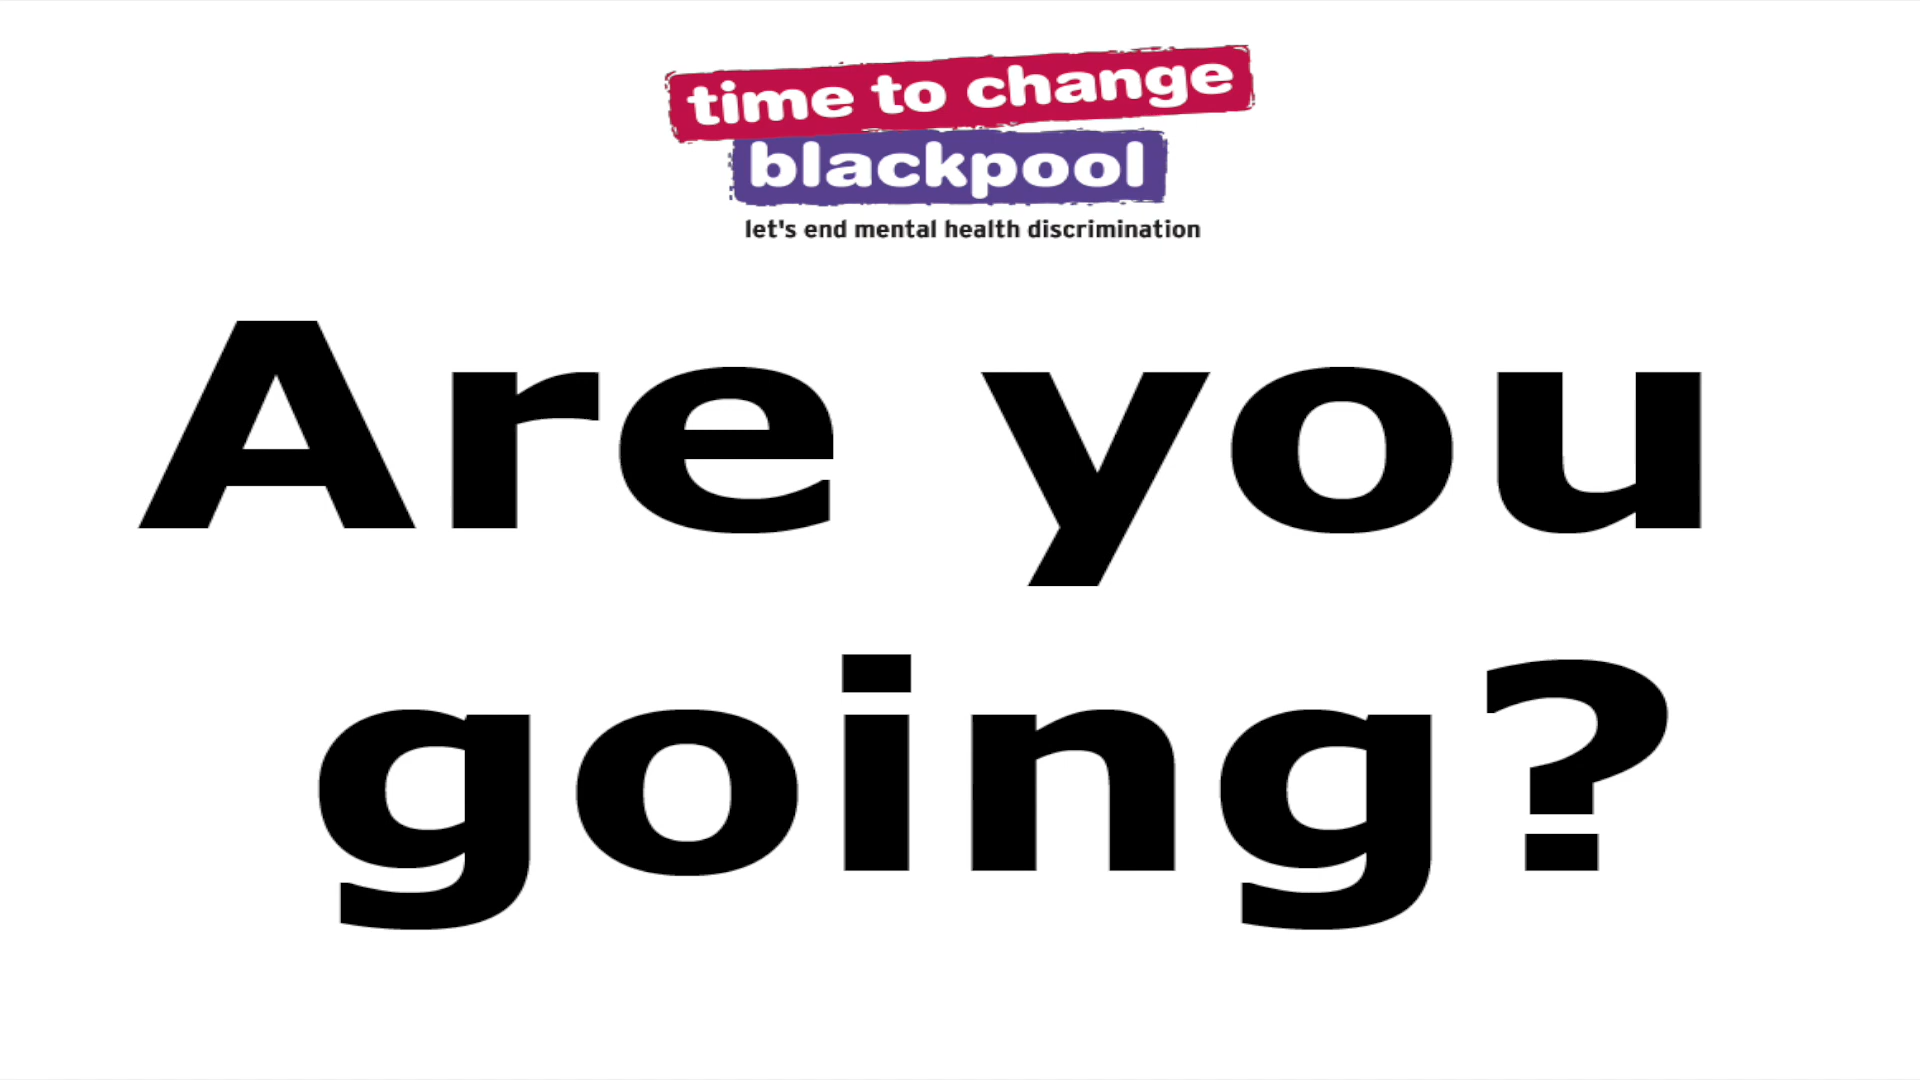 time to change
blackpool
let's end mental health discrimination
Are you
going?